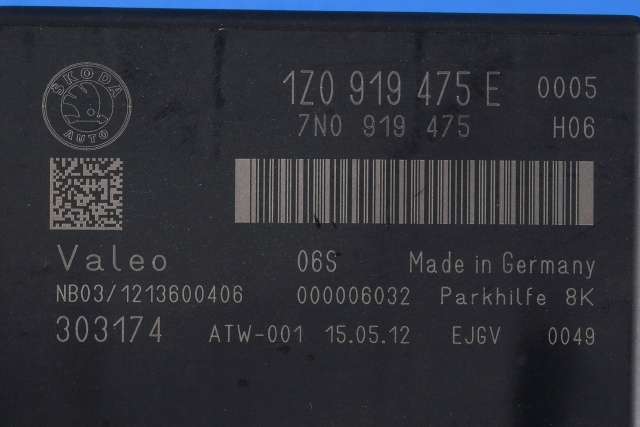 ŠKODA
AUTO
1Z0 919 475 E 0005
7N0 919 475 H06
Valeo 06S Made in Germany
NB03/1213600406 000006032 Parkhilfe 8K
303174 ATW-001 15.05.12 EJGV 0049